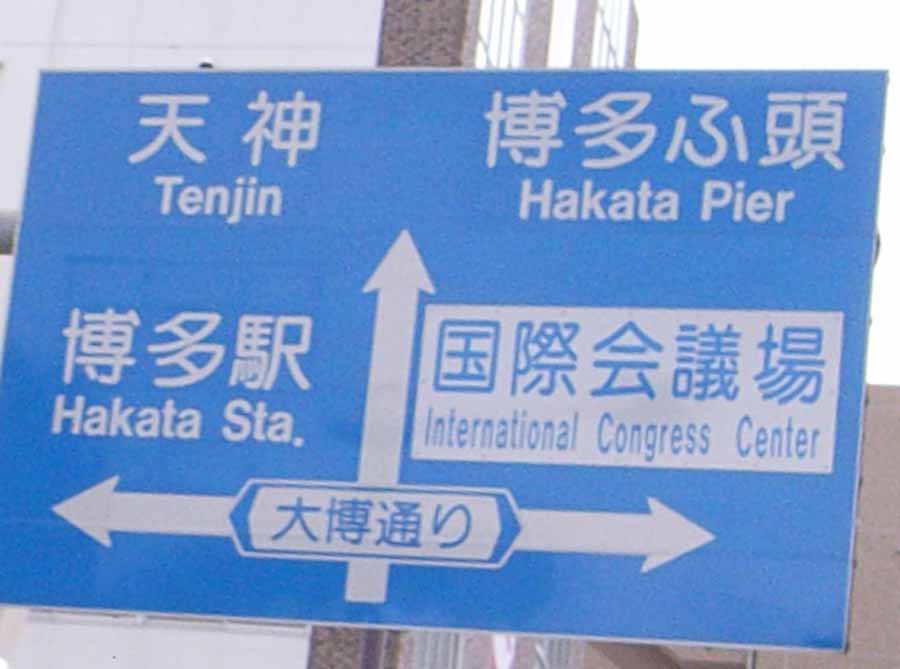 天神
Tenjin
博多ふ頭
Hakata Pier
博多駅
Hakata Sta.
国際会議場
International Congress Center
大博通り